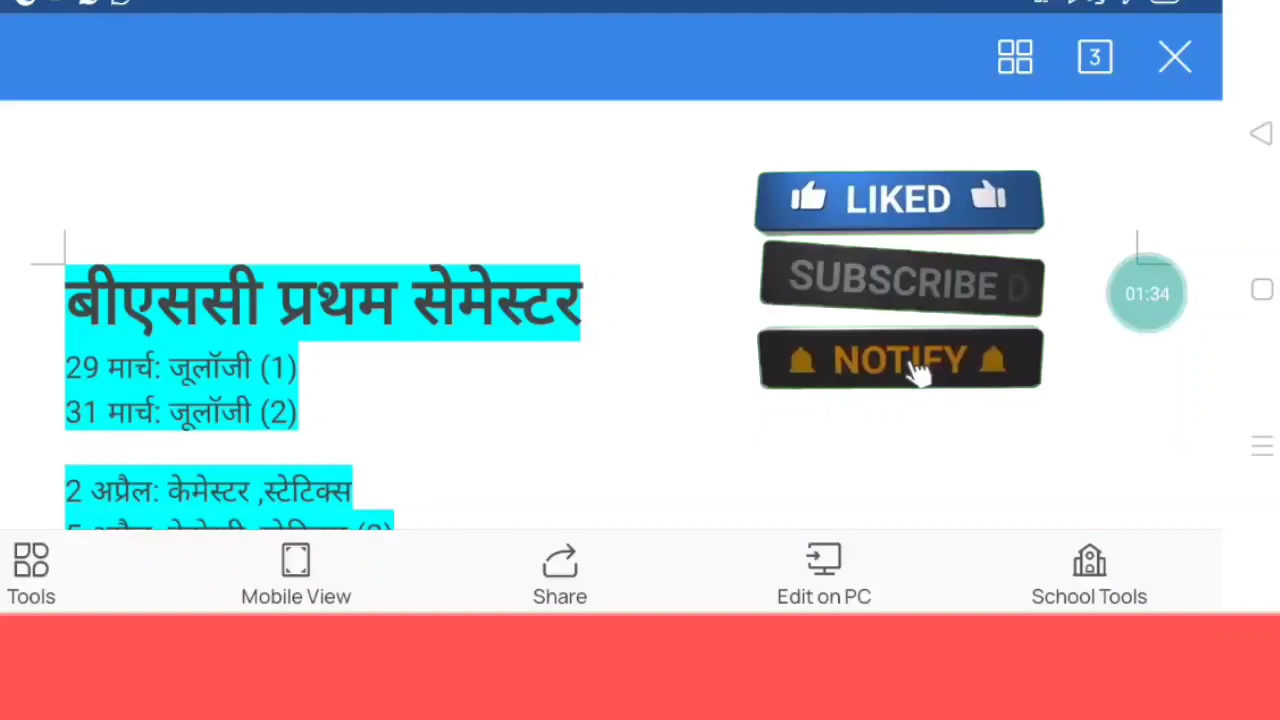 3
LIKED
SUBSCRIBE D
बीएससी प्रथम सेमेस्टर
01:34
29 मार्च: जूलॉजी (1)
NOTIFY
31 मार्च: जूलॉजी (2)
2 अप्रैल: केमेस्टर ,स्टेटिक्स
Tools
Mobile View
Share
Edit on PC
School Tools